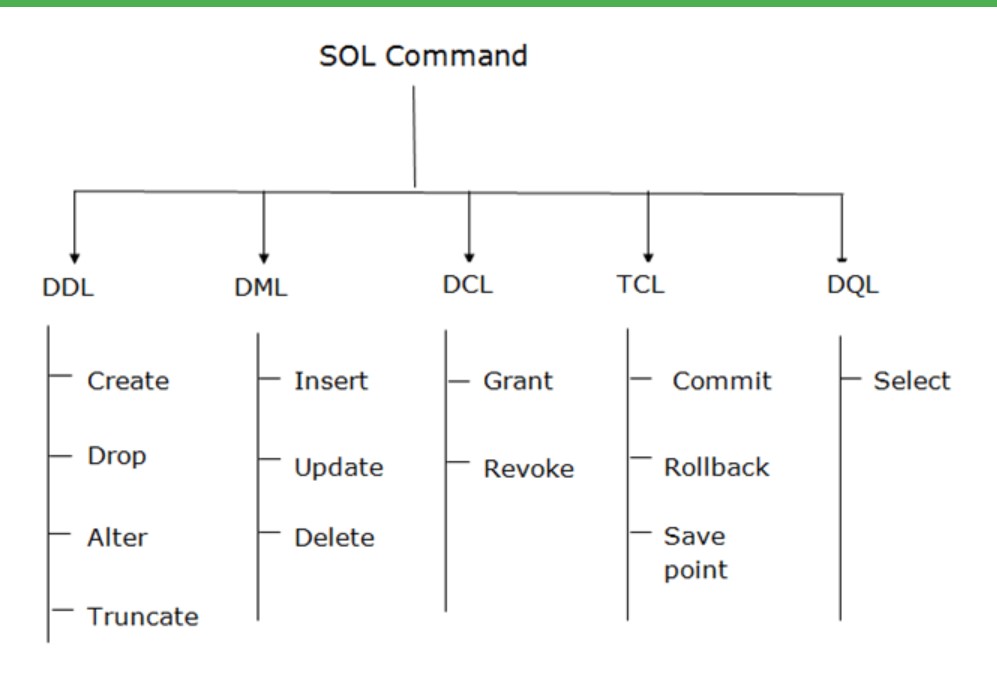 SOL Command
DDL
DML
DCL
TCL
DQL
Create
Drop
Alter
Truncate
Insert
Update
Delete
Grant
Revoke
Commit
Rollback
Save
point
Select